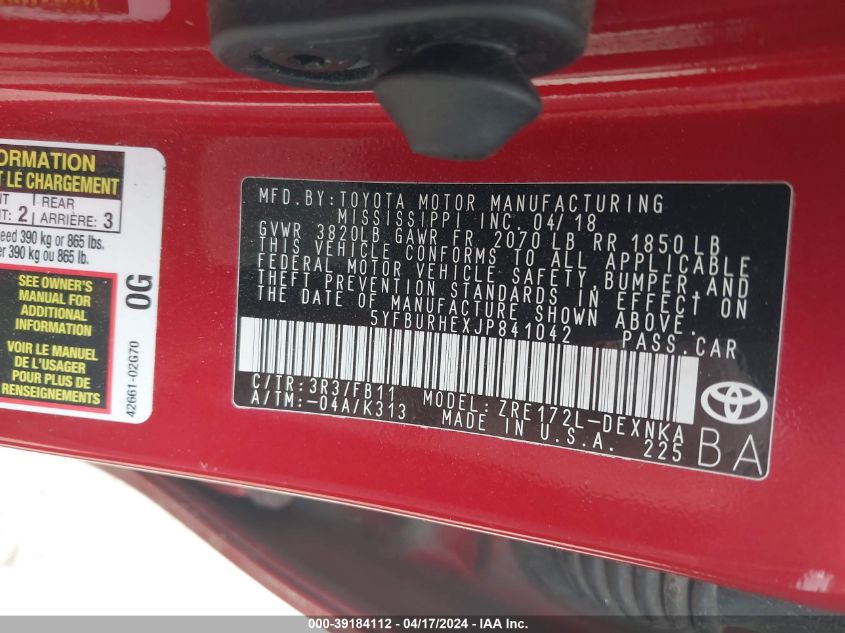 ORMATION
T LE CHARGEMENT
NT REAR
NT: 2 ARRIÈRE: 3
eed 390 kg or 865 lbs.
er 390 kg ou 865 lb.
SEE OWNER'S
MANUAL FOR
ADDITIONAL
INFORMATION
VOIR LE MANUEL
DE L'USAGER
POUR PLUS DE
RENSEIGNEMENTS
0G
42661-02G70
MFD.BY:TOYOTA MOTOR MANUFACTURING
MISSISSIPPI INC. 04/18
GVWR 3820LB GAWR FR. 2070 LB RR 1850 LB
THIS VEHICLE CONFORMS TO ALL APPLICABLE
FEDERAL MOTOR VEHICLE SAFETY,BUMPER,AND
THEFT PREVENTION STANDARDS IN EFFECT ON
THE DATE OF MANUFACTURE SHOWN ABOVE.
5YFBURHEXJP841042 PASS.CAR
C/TR:3R3/FB11 MODEL:ZRE172L-DEXNKA
A/TM:-04A/K313 MADE IN U.S.A. 225
BA
000-39184112 - 04/17/2024 - IAA Inc.